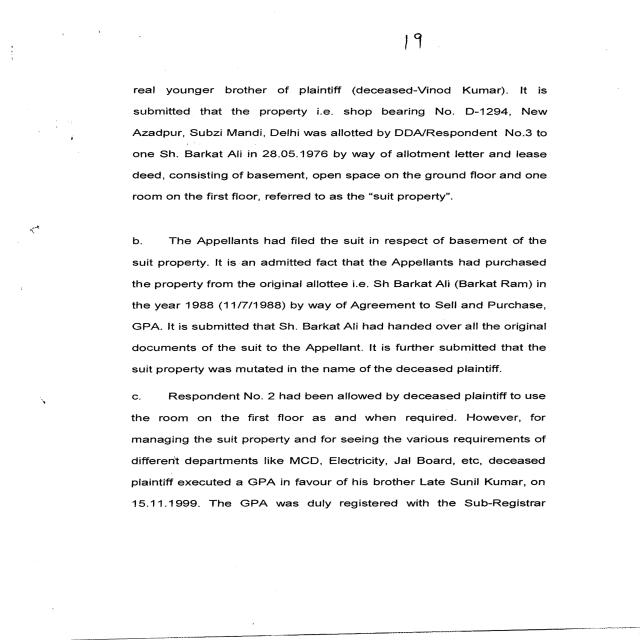 19
real younger brother of plaintiff (deceased-Vinod Kumar). It is
submitted that the property i.e. shop bearing No. D-1294, New
Azadpur, Subzi Mandi, Delhi was allotted by DDA/Respondent No.3 to
one Sh. Barkat Ali in 28.05.1976 by way of allotment letter and lease
deed, consisting of basement, open space on the ground floor and one
room on the first floor, referred to as the “suit property”.
b. The Appellants had filed the suit in respect of basement of the
suit property. It is an admitted fact that the Appellants had purchased
the property from the original allottee i.e. Sh Barkat Ali (Barkat Ram) in
the year 1988 (11/7/1988) by way of Agreement to Sell and Purchase,
GPA. It is submitted that Sh. Barkat Ali had handed over all the original
documents of the suit to the Appellant. It is further submitted that the
suit property was mutated in the name of the deceased plaintiff.
c. Respondent No. 2 had been allowed by deceased plaintiff to use
the room on the first floor as and when required. However, for
managing the suit property and for seeing the various requirements of
different departments like MCD, Electricity, Jal Board, etc, deceased
plaintiff executed a GPA in favour of his brother Late Sunil Kumar, on
15.11.1999. The GPA was duly registered with the Sub-Registrar